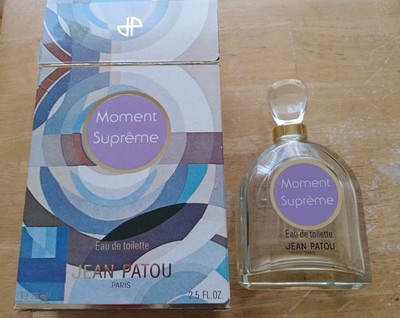 JP
Moment
Suprême
Eau de toilette
JEAN PATOU
PARIS
2.5 FL.OZ.
Moment
Suprême
Eau de toilette
JEAN PATOU
PARIS